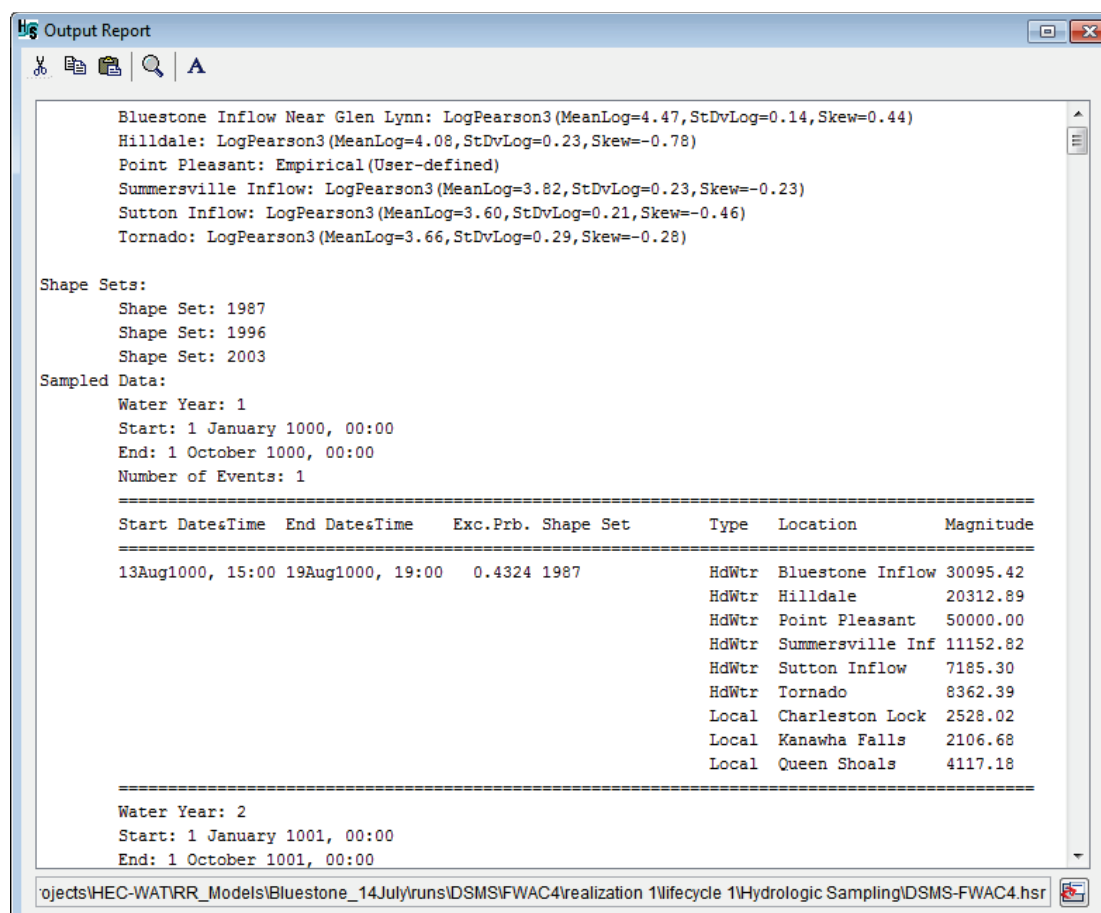 Output Report
Bluestone Inflow Near Glen Lynn: LogPearson3(MeanLog=4.47,StDvLog=0.14,Skew=0.44)
Hilldale: LogPearson3(MeanLog=4.08,StDvLog=0.23,Skew=-0.78)
Point Pleasant: Empirical(User-defined)
Summersville Inflow: LogPearson3(MeanLog=3.82,StDvLog=0.23,Skew=-0.23)
Sutton Inflow: LogPearson3(MeanLog=3.60,StDvLog=0.21,Skew=-0.46)
Tornado: LogPearson3(MeanLog=3.66,StDvLog=0.29,Skew=-0.28)
Shape Sets:
Shape Set: 1987
Shape Set: 1996
Shape Set: 2003
Sampled Data:
Water Year: 1
Start: 1 January 1000, 00:00
End: 1 October 1000, 00:00
Number of Events: 1
==========================================================================================
Start Date&Time End Date&Time Exc.Prb. Shape Set Type Location Magnitude
==========================================================================================
13Aug1000, 15:00 19Aug1000, 19:00 0.4324 1987 HdWtr Bluestone Inflow 30095.42
HdWtr Hilldale 20312.89
HdWtr Point Pleasant 50000.00
HdWtr Summersville Inf 11152.82
HdWtr Sutton Inflow 7185.30
HdWtr Tornado 8362.39
Local Charleston Lock 2528.02
Local Kanawha Falls 2106.68
Local Queen Shoals 4117.18
==========================================================================================
Water Year: 2
Start: 1 January 1001, 00:00
End: 1 October 1001, 00:00
rojects\HEC-WAT\RR_Models\Bluestone_14July\runs\DSMS\FWAC4\realization 1\lifecycle 1\Hydrologic Sampling\DSMS-FWAC4.hsr